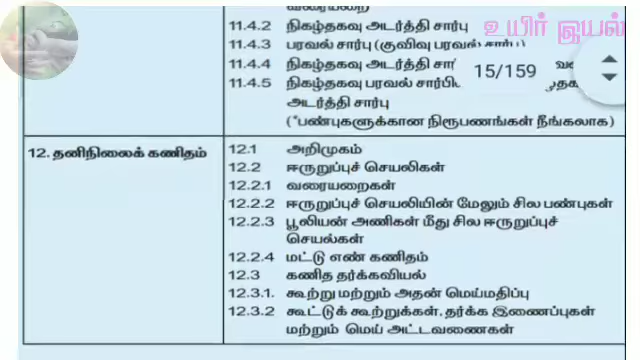 வரையறை
11.4.2 நிகழ்தகவு அடர்த்தி சார்பு
உயிர் இயல்
11.4.3 பரவல் சார்பு (குவிவு பரவல் சார்பு)
11.4.4 நிகழ்தகவு அடர்த்தி
15/159
11.4.5 நிகழ்தகவு பரவல்
அடர்த்தி சார்பு
(*பண்புகளுக்கான நிரூபணங்கள் நீங்கலாக)
12. தனிநிலைக் கணிதம்
12.1 அறிமுகம்
12.2 ஈருறுப்புச் செயலிகள்
12.2.1 வரையறைகள்
12.2.2 ஈருறுப்புச் செயலியின் மேலும் சில பண்புகள்
12.2.3 பூலியன் அணிகள் மீது சில ஈருறுப்புச்
செயல்கள்
12.2.4 மட்டு எண் கணிதம்
12.3 கணித தர்க்கவியல்
12.3.1. கூற்று மற்றும் அதன் மெய்மதிப்பு
12.3.2 கூட்டுக் கூற்றுக்கள், தர்க்க இணைப்புகள்
மற்றும் மெய் அட்டவணைகள்